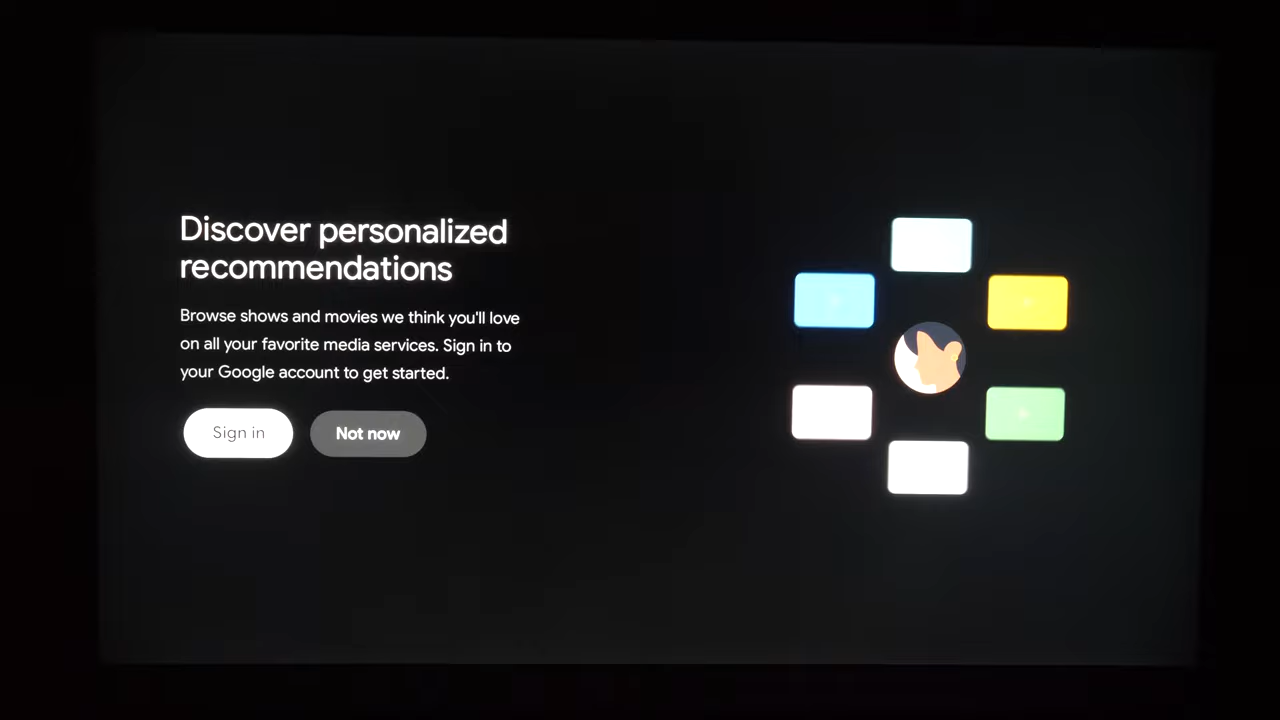 Discover personalized
recommendations
Browse shows and movies we think you'll love
on all your favorite media services. Sign in to
your Google account to get started.
Sign in
Not now